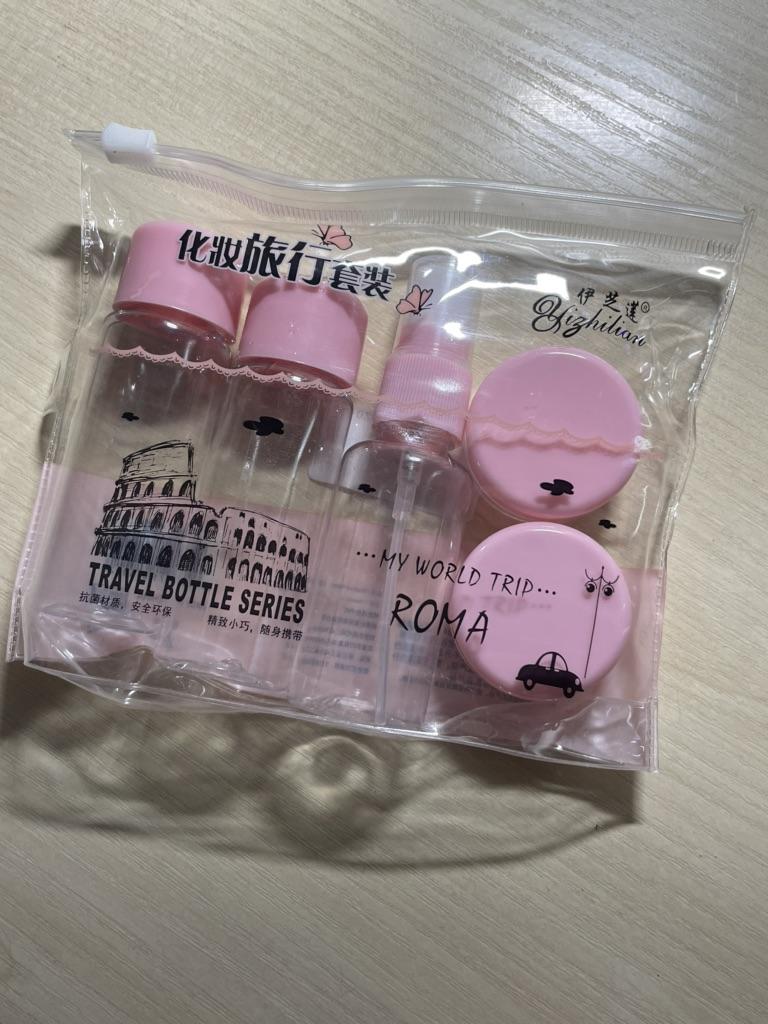 化妆旅行套装
伊芝莲®
Yizhilian
TRAVEL BOTTLE SERIES
抗菌材质，安全环保
精致小巧，随身携带
...MY WORLD TRIP...
ROMA